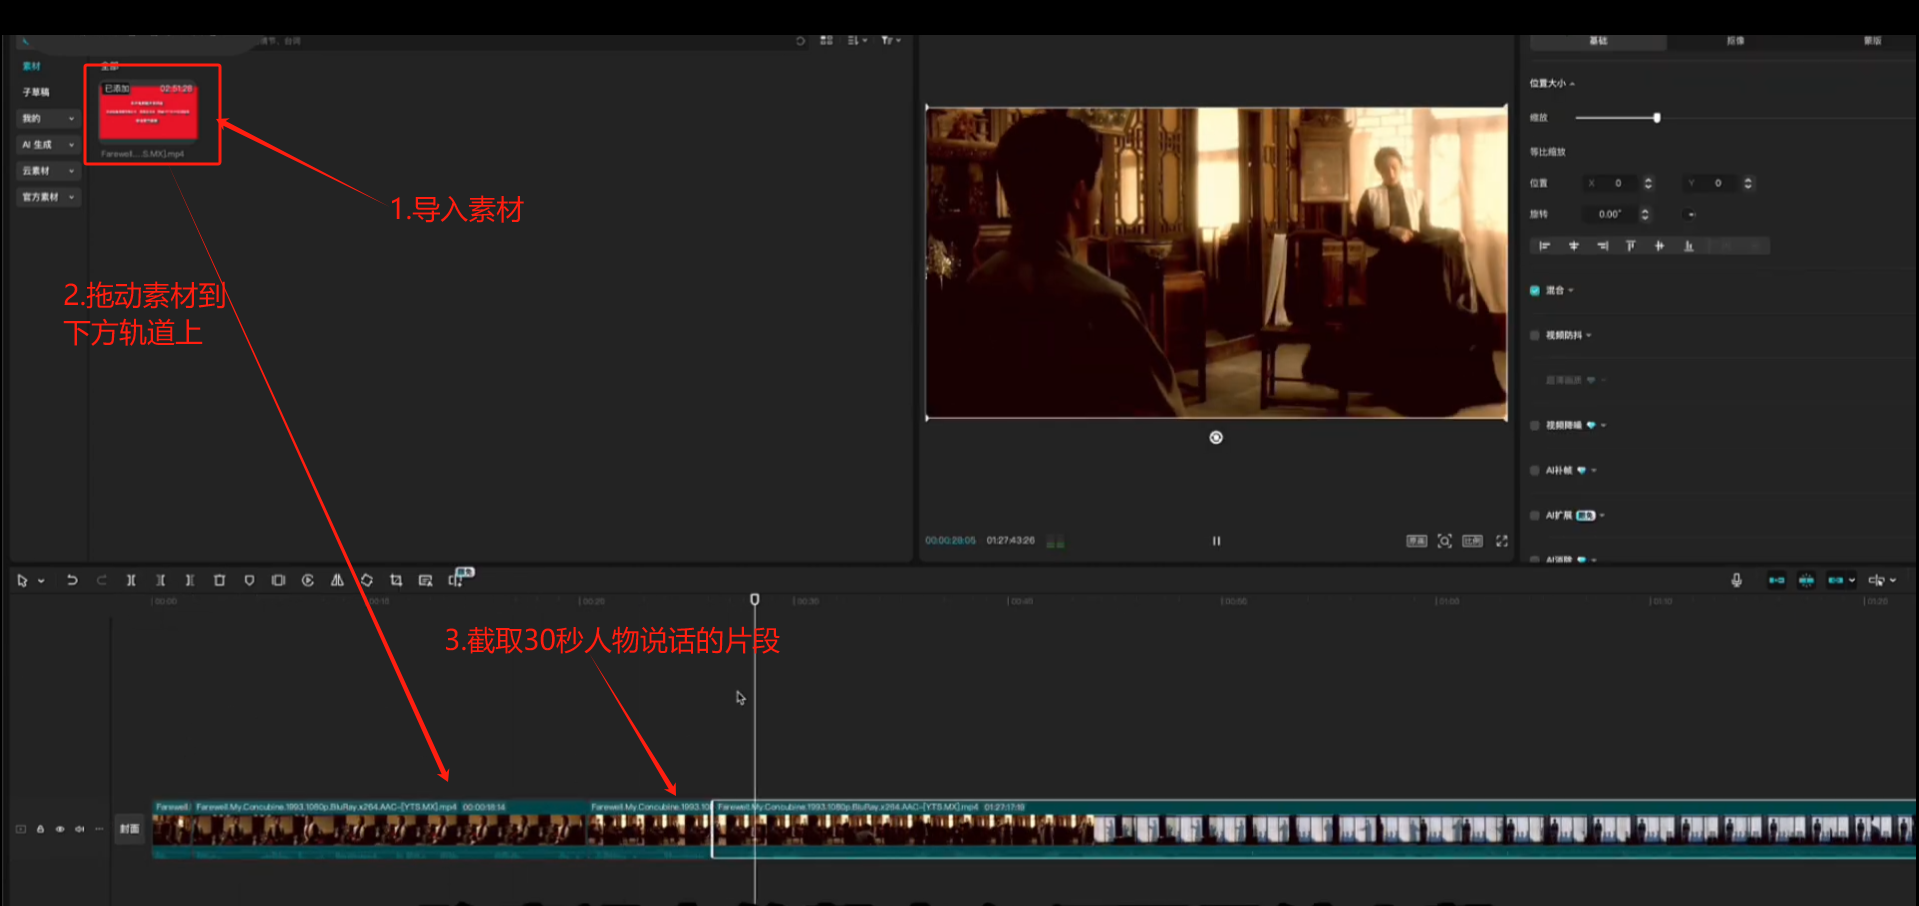 素材
全部
子草稿
我的
AI 生成
云素材
官方素材
已添加 02:51:28
Farewell....S.MX].mp4
1.导入素材
2.拖动素材到
下方轨道上
3.截取30秒人物说话的片段
00:00:28:05 01:27:43:26
基础 抠像 蒙版
位置大小
缩放
等比缩放
位置 X 0 Y 0
旋转 0.00°
混合
视频防抖
超清画质
视频降噪
AI补帧
AI扩展
AI消除
00:00 00:20 00:30 00:40 00:50 01:00 01:10 01:20
封面
Farewell.My.Concubine.1993.1080p.BluRay.x264.AAC-[YTS.MX].mp4 00:00:18:14
Farewell.My.Concubine.1993.10
Farewell.My.Concubine.1993.1080p.BluRay.x264.AAC-[YTS.MX].mp4 01:27:17:19